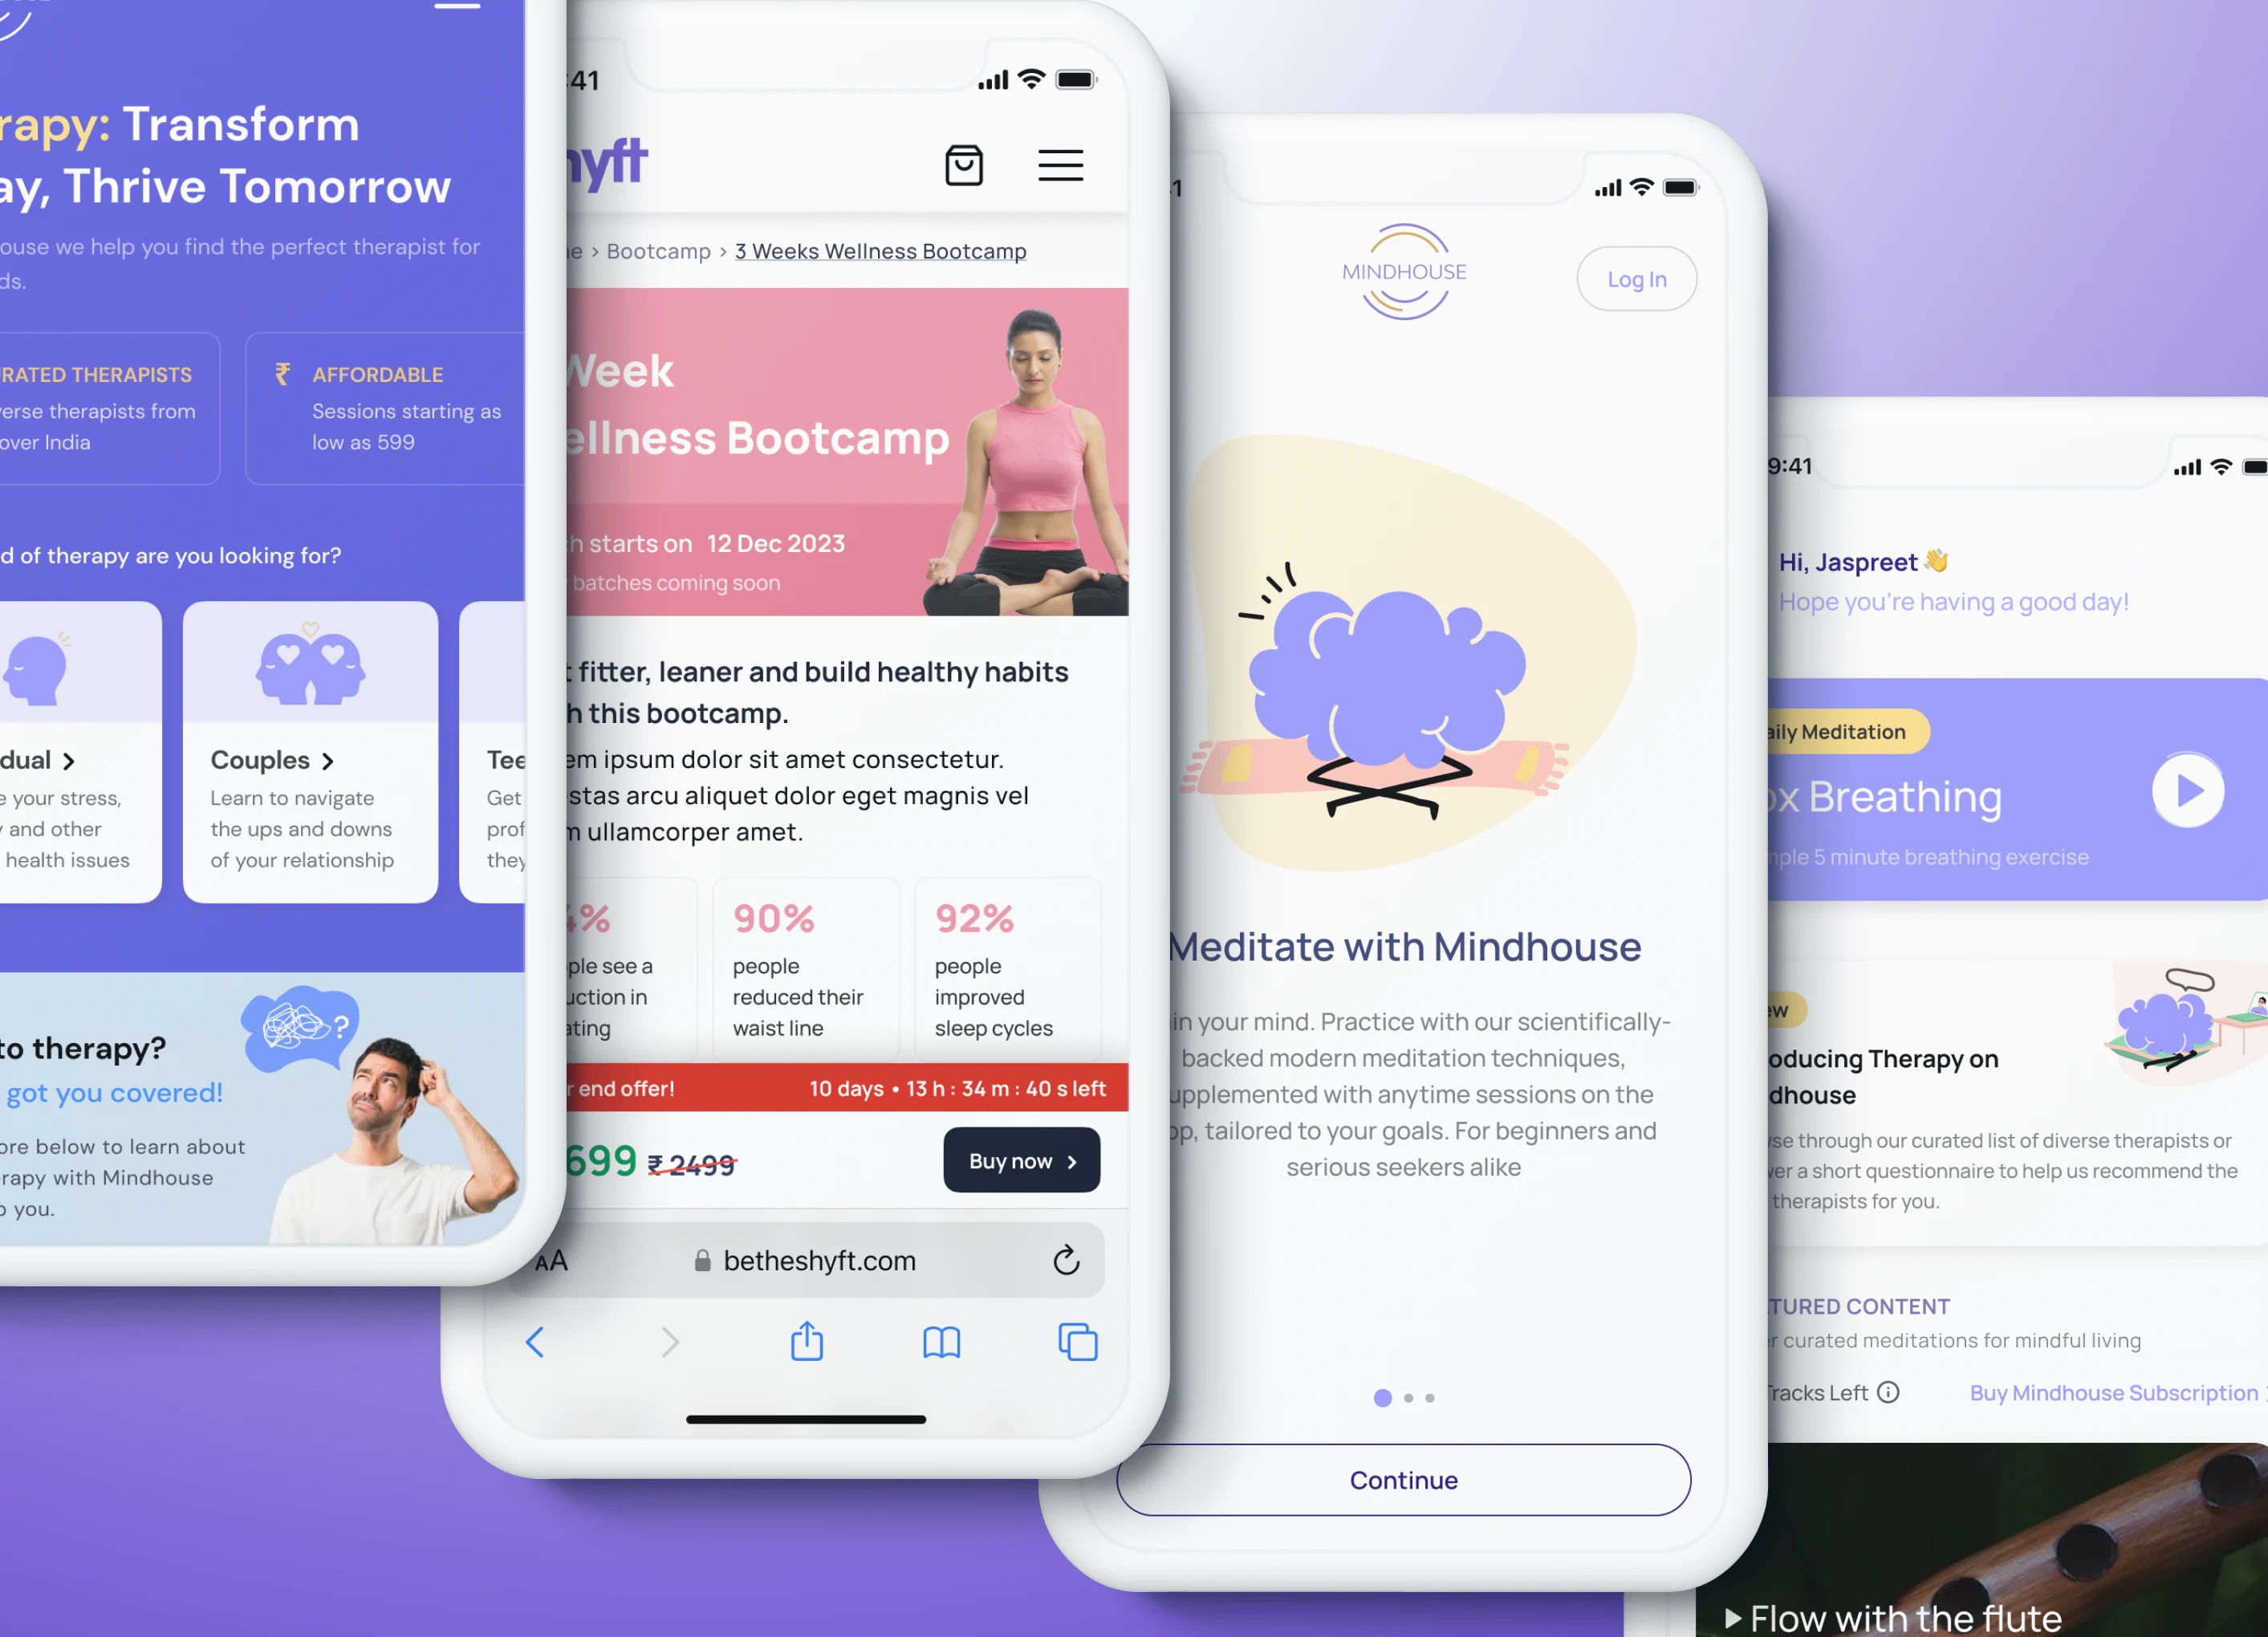 rapy: Transform
ay, Thrive Tomorrow
ouse we help you find the perfect therapist for
ds.
RATED THERAPISTS
erse therapists from
over India
₹ AFFORDABLE
Sessions starting as
low as 599
d of therapy are you looking for?
dual
e your stress,
y and other
health issues
Couples
Learn to navigate
the ups and downs
of your relationship
Tee
Get
prof
they
?
to therapy?
got you covered!
ore below to learn about
erapy with Mindhouse
o you.
:41
hyft
ne > Bootcamp > 3 Weeks Wellness Bootcamp
Week
ellness Bootcamp
h starts on 12 Dec 2023
batches coming soon
t fitter, leaner and build healthy habits
h this bootcamp.
em ipsum dolor sit amet consectetur.
stas arcu aliquet dolor eget magnis vel
m ullamcorper amet.
4%
ple see a
uction in
ating
90%
people
reduced their
waist line
92%
people
improved
sleep cycles
r end offer!
10 days • 13 h : 34 m : 40 s left
699 ₹ 2499
Buy now
AA
betheshyft.com
1
MINDHOUSE
Log In
Meditate with Mindhouse
in your mind. Practice with our scientifically-
backed modern meditation techniques,
upplemented with anytime sessions on the
pp, tailored to your goals. For beginners and
serious seekers alike
Continue
9:41
Hi, Jaspreet 👋
Hope you're having a good day!
aily Meditation
ox Breathing
mple 5 minute breathing exercise
ew
oducing Therapy on
dhouse
se through our curated list of diverse therapists or
wer a short questionnaire to help us recommend the
therapists for you.
TURED CONTENT
r curated meditations for mindful living
Tracks Left
Buy Mindhouse Subscription
Flow with the flute